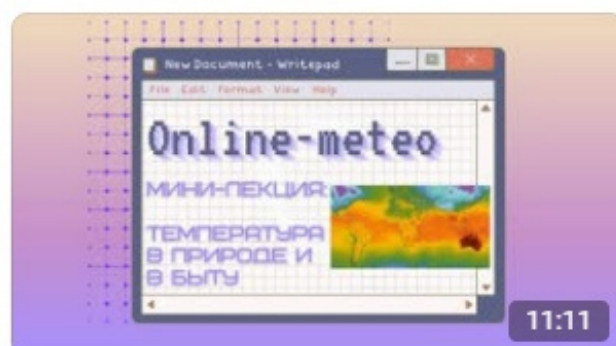 New Document - Writepad
File Edit Format View Help
Online-meteo
МИНИ-ЛЕКЦИЯ:
ТЕМПЕРАТУРА
В ПРИРОДЕ И
В БЫТУ
11:11